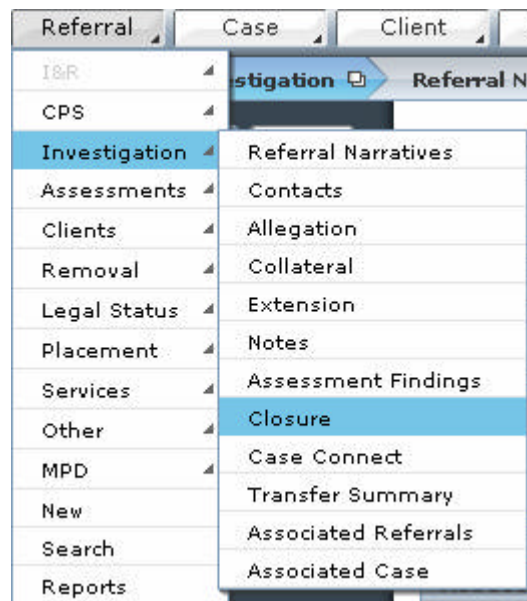 Referral Case Client
I&R
stigation Referral N
CPS
Investigation
Assessments
Clients
Removal
Legal Status
Placement
Services
Other
MPD
New
Search
Reports
Referral Narratives
Contacts
Allegation
Collateral
Extension
Notes
Assessment Findings
Closure
Case Connect
Transfer Summary
Associated Referrals
Associated Case